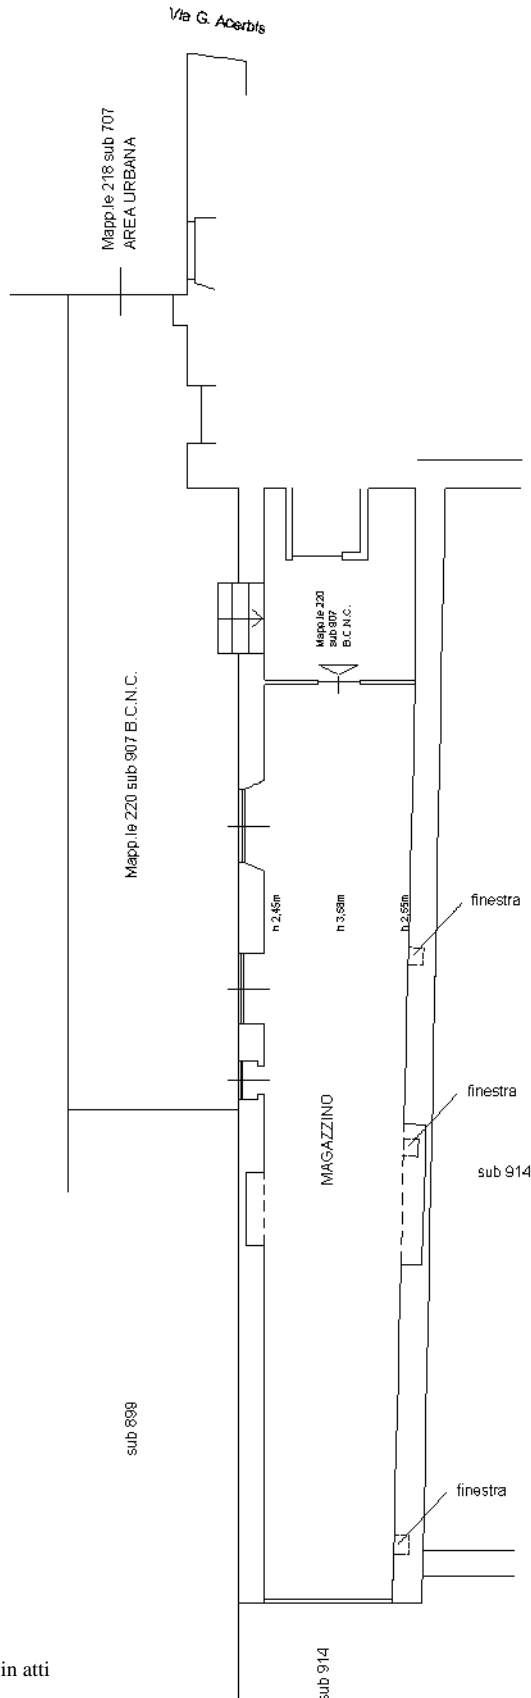 Via G. Acerbis
Mapp.le 218 sub 707
AREA URBANA
Mapp.le 220
sub 907
B.C.N.C.
Mapp.le 220 sub 907 B.C.N.C.
h 2,45m
h 3,68m
h 2,55m
finestra
finestra
MAGAZZINO
sub 914
sub 899
finestra
in atti
sub 914